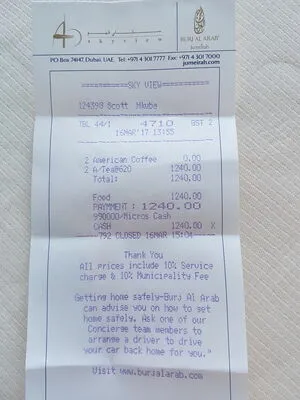 skyview
BURJ AL ARAB
Jumeirah
PO Box 74147, Dubai, UAE Tel: +971 4 301 7777 Fax: +971 4 301 7000
jumeirah.com
SKY VIEW
124398 Scott Mkuba
TBL 44/1 4710 BST 2
16MAR'17 13:55
2 American Coffee 0.00
2 A/Tea@620 1240.00
Total: 1240.00
Food 1240.00
PAYMMENT : 1240.00
990000/Micros Cash
CASH 1240.00 X
792 CLOSED 16MAR 15:04
Thank You
All prices include 10% Service
charge & 10% Municipality Fee
Getting home safely-Burj Al Arab
can advise you on how to get
home safely. Ask one of our
Concierge team members to
arrange a driver to drive
your car back home for you."
Visit www.burjalarab.com